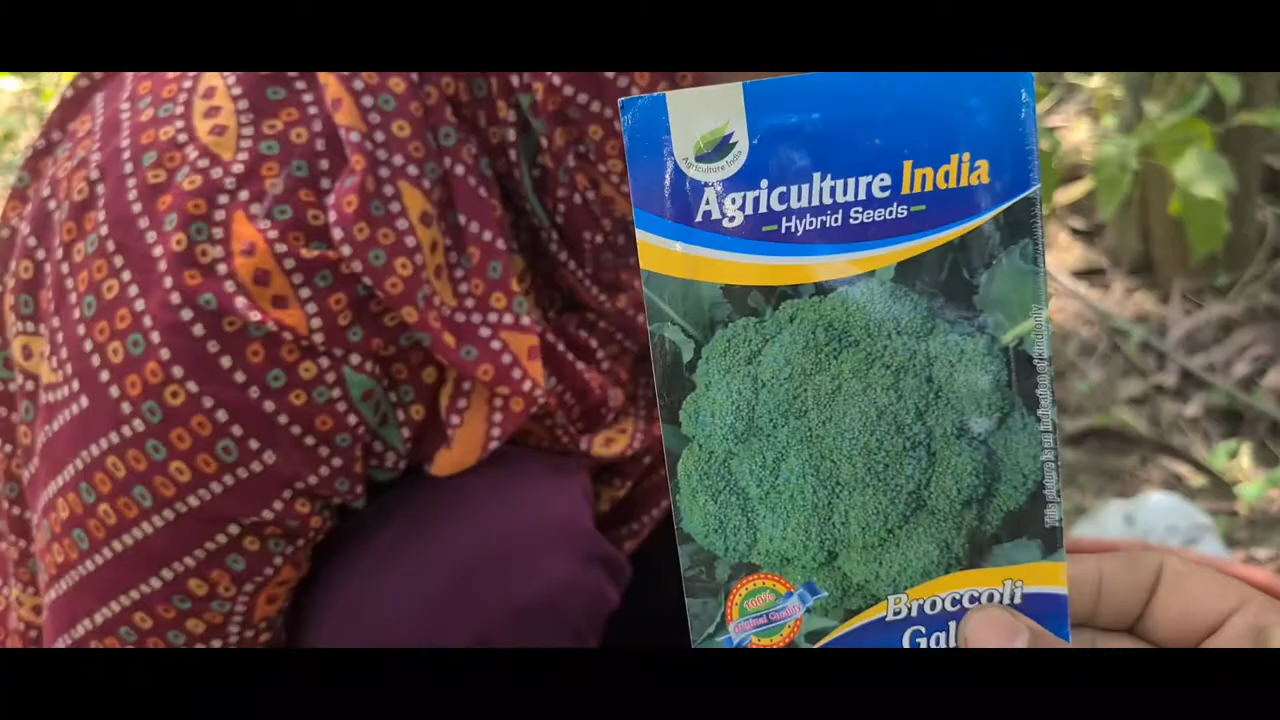 Agriculture India
Agriculture India
Hybrid Seeds
This picture is an indication of kind only
100%
Original Quality
Broccoli